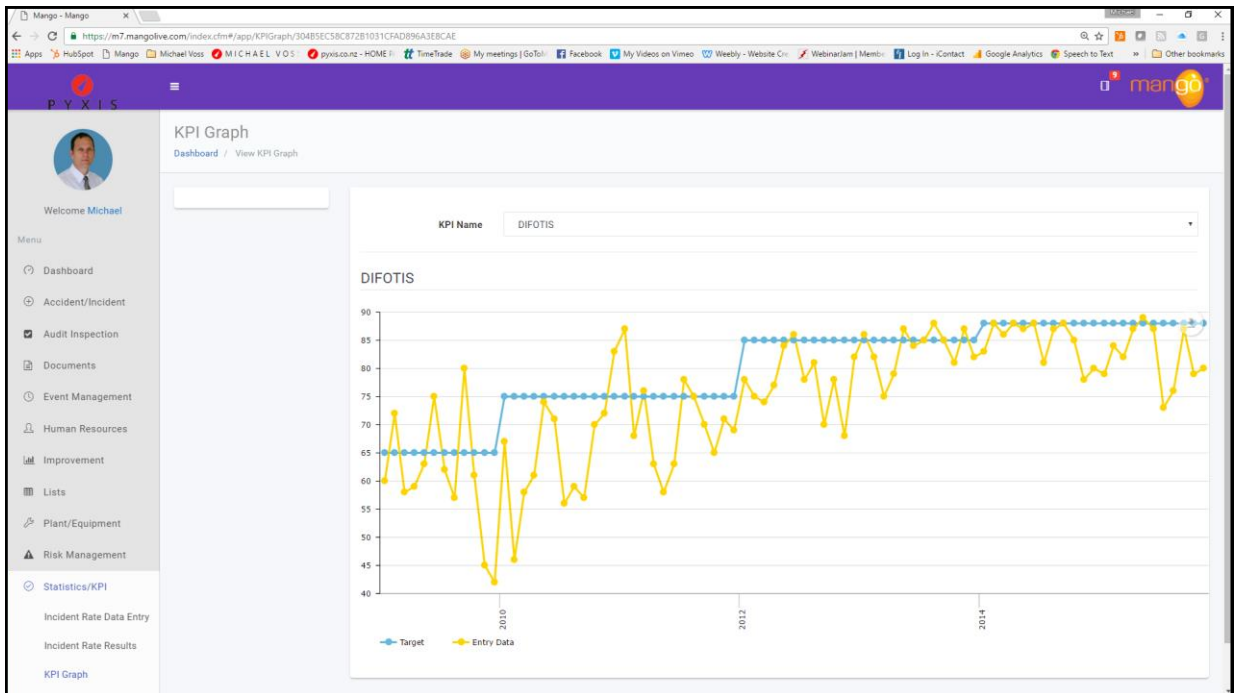 Mango - Mango
Michael
https://m7.mangolive.com/index.cfm#/app/KPIGraph/304B5EC58C872B1031CFAD896A3E8CAE
Apps HubSpot Mango Michael Voss M I C H A E L V O S pyxis.co.nz - HOME TimeTrade My meetings | GoTo Facebook My Videos on Vimeo Weebly - Website Cre WebinarJam | Membe Log In - iContact Google Analytics Speech to Text » Other bookmarks
PYXIS
9
mangò
KPI Graph
Dashboard / View KPI Graph
Welcome Michael
Menu
Dashboard
Accident/Incident
Audit Inspection
Documents
Event Management
Human Resources
Improvement
Lists
Plant/Equipment
Risk Management
Statistics/KPI
Incident Rate Data Entry
Incident Rate Results
KPI Graph
KPI Name DIFOTIS
DIFOTIS
90
85
80
75
70
65
60
55
50
45
40
2010 2012 2014
Target Entry Data